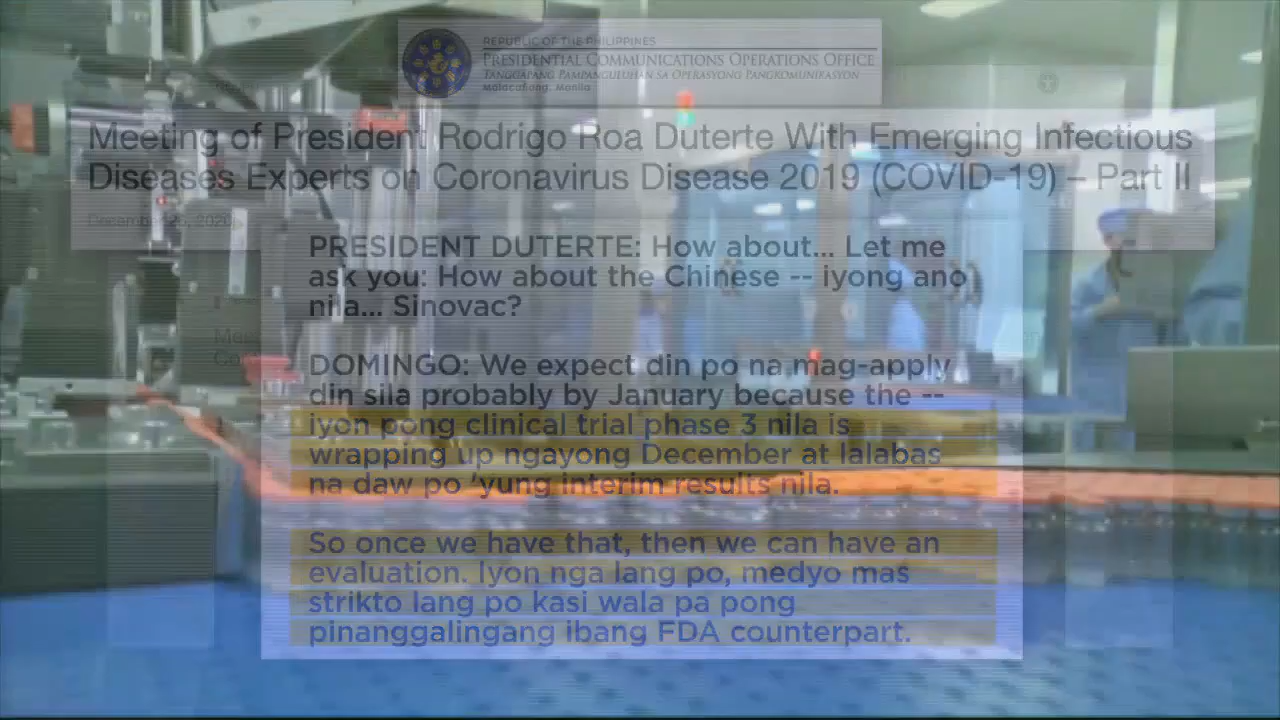 REPUBLIC OF THE PHILIPPINES
PRESIDENTIAL COMMUNICATIONS OPERATIONS OFFICE
TANGGAPANG PAMPANGULUHAN SA OPERASYONG PANGKOMUNIKASYON
Malacañang, Manila
Meeting of President Rodrigo Roa Duterte With Emerging Infectious
Diseases Experts on Coronavirus Disease 2019 (COVID-19) – Part II
December 26, 2020
PRESIDENT DUTERTE: How about... Let me
ask you: How about the Chinese -- iyong ano
nila... Sinovac?
DOMINGO: We expect din po na mag-apply
din sila probably by January because the --
iyon pong clinical trial phase 3 nila is
wrapping up ngayong December at lalabas
na daw po 'yung interim results nila.
So once we have that, then we can have an
evaluation. Iyon nga lang po, medyo mas
strikto lang po kasi wala pa pong
pinanggalingang ibang FDA counterpart.